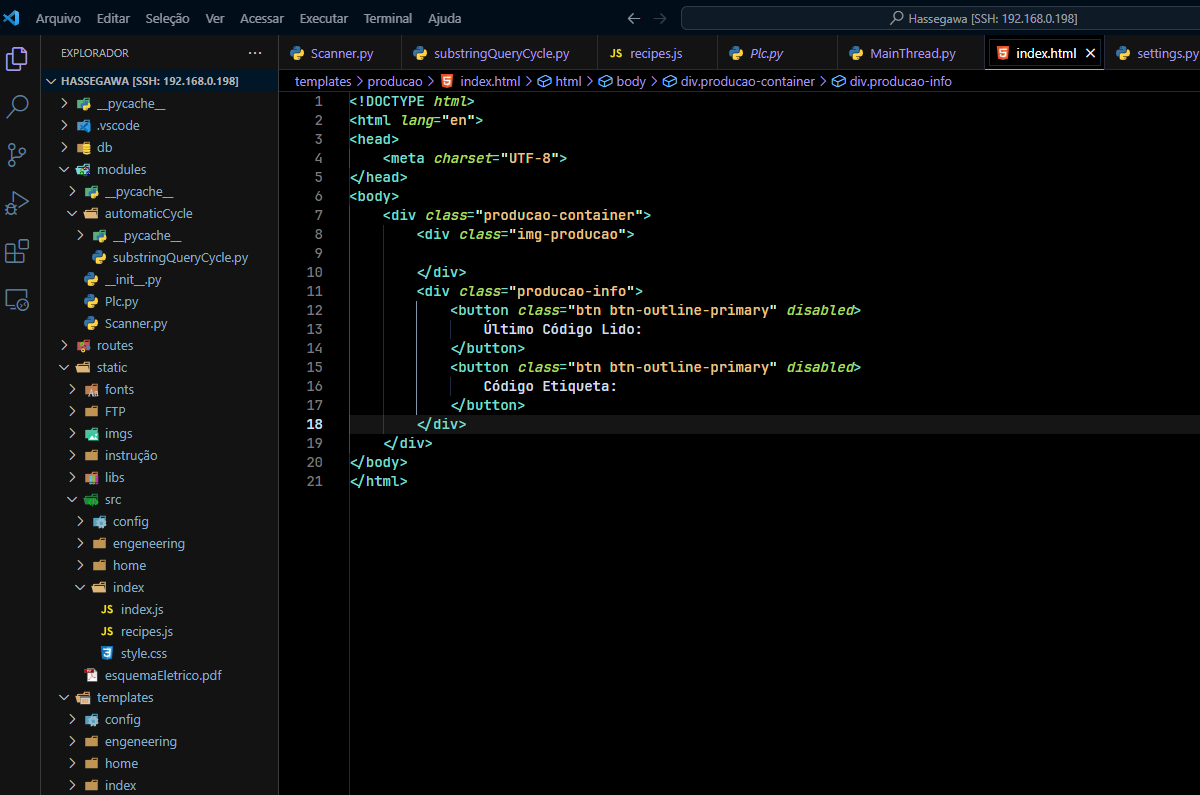 Arquivo Editar Seleção Ver Acessar Executar Terminal Ajuda
Hassegawa [SSH: 192.168.0.198]
EXPLORADOR
Scanner.py substringQueryCycle.py JS recipes.js Plc.py MainThread.py index.html settings.py
HASSEGAWA [SSH: 192.168.0.198]
templates > producao > index.html > html > body > div.producao-container > div.producao-info
__pycache__
.vscode
db
modules
__pycache__
automaticCycle
__pycache__
substringQueryCycle.py
__init__.py
Plc.py
Scanner.py
routes
static
fonts
FTP
imgs
instrução
libs
src
config
engeneering
home
index
JS index.js
JS recipes.js
style.css
esquemaEletrico.pdf
templates
config
engeneering
home
index
1 <!DOCTYPE html>
2 <html lang="en">
3 <head>
4 <meta charset="UTF-8">
5 </head>
6 <body>
7 <div class="producao-container">
8 <div class="img-producao">
9
10 </div>
11 <div class="producao-info">
12 <button class="btn btn-outline-primary" disabled>
13 Último Código Lido:
14 </button>
15 <button class="btn btn-outline-primary" disabled>
16 Código Etiqueta:
17 </button>
18 </div>
19 </div>
20 </body>
21 </html>